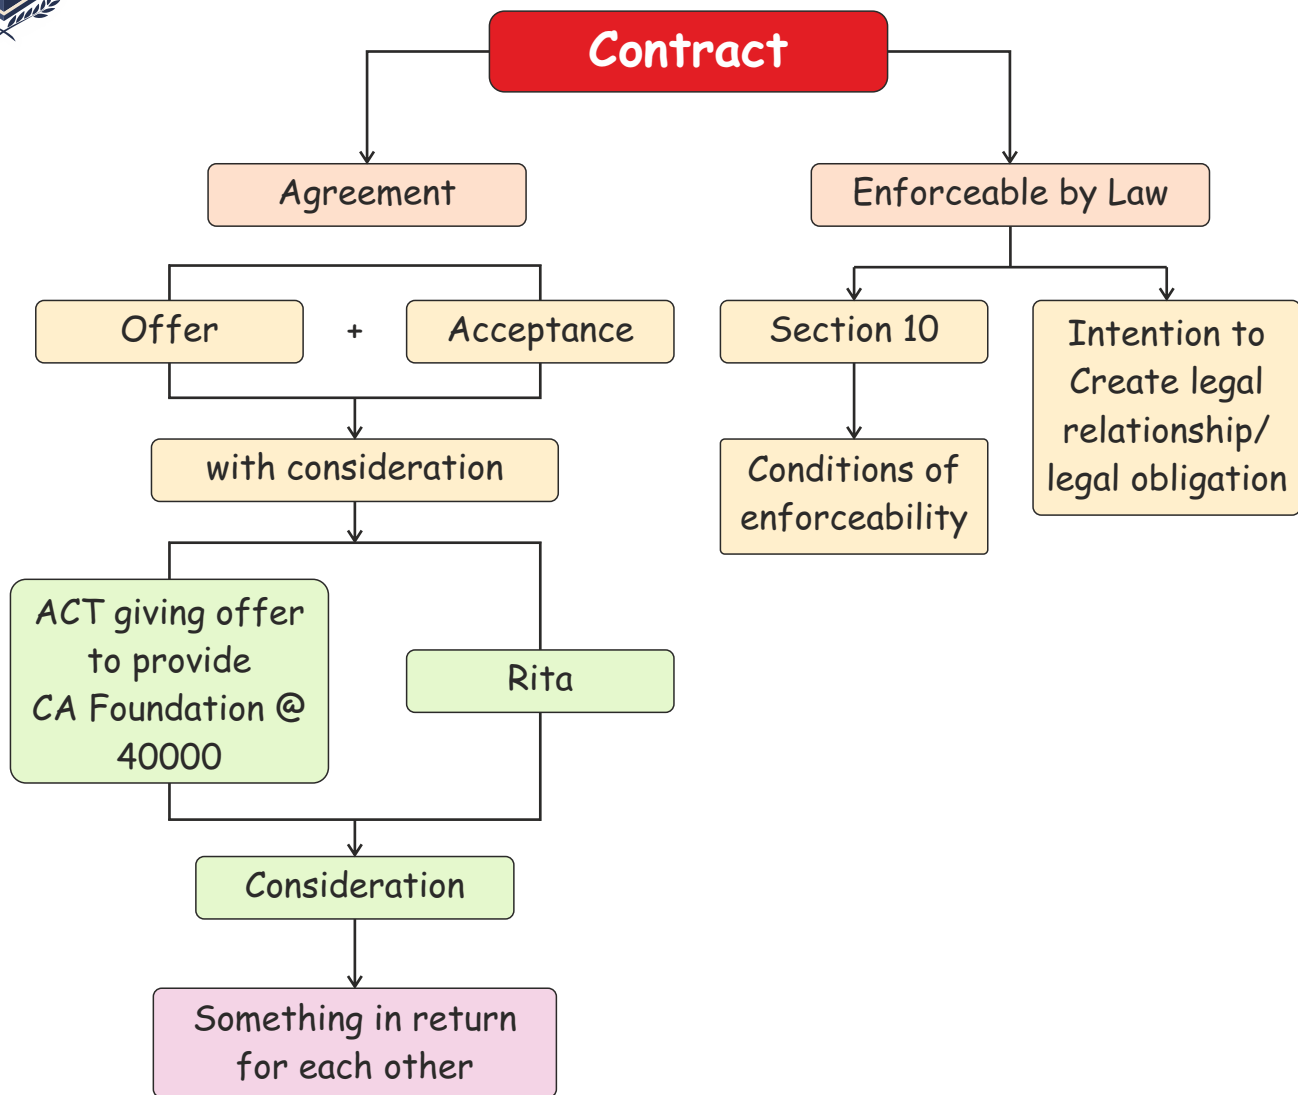 Contract
Agreement
Enforceable by Law
Offer
+
Acceptance
Section 10
Intention to
Create legal
relationship/
legal obligation
with consideration
Conditions of
enforceability
ACT giving offer
to provide
CA Foundation @
40000
Rita
Consideration
Something in return
for each other